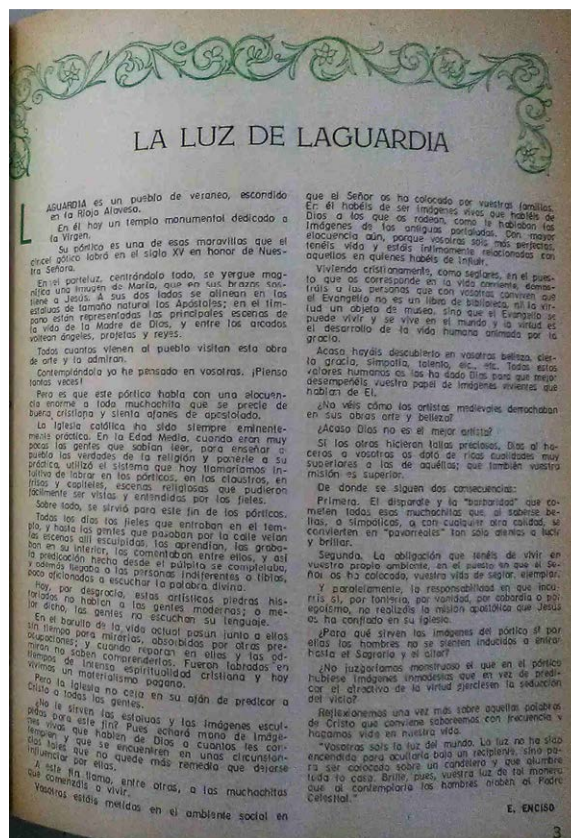 LA LUZ DE LAGUARDIA
LAGUARDIA es un pueblo de veraneo, escondido
en la Rioja Alavesa.
En él hay un templo monumental dedicado a
la Virgen.
Su pórtico es una de esas maravillas que el
cincel gótico labró en el siglo XV en honor de Nues-
tra Señora.
En el parteluz, centrándolo todo, se yergue mag-
nífica una imagen de María, que en sus brazos sos-
tiene a Jesús. A sus dos lados se alinean en las
estatuas de tamaño natural los Apóstoles; en el tím-
pano están representadas las principales escenas de
la vida de la Madre de Dios, y entre las arcadas
voltean ángeles, profetas y reyes.
Todos cuantos vienen al pueblo visitan esta obra
de arte y la admiran.
Contemplándola yo he pensado en vosotras. ¡Pienso
tantas veces!
Pero es que este pórtico habla con una elocuen-
cia enorme a toda muchachita que se precie de
buena cristiana y sienta afanes de apostolado.
La Iglesia católica ha sido siempre eminente-
mente práctica. En la Edad Media, cuando eran muy
pocas las gentes que sabían leer, para enseñar a
pueblo las verdades de la religión y ponerle a su
práctica, utilizó el sistema que hoy llamaríamos in-
tuitivo de labrar en los pórticos, en los claustros, en
frisos y capiteles, escenas religiosas que pudieron
fácilmente ser vistas y entendidas por los fieles.
Sobre todo, se sirvió para este fin de los pórticos.
Todos los días los fieles que entraban en el tem-
plo, y hasta las gentes que pasaban por la calle veían
las escenas allí esculpidas, las aprendían, las graba-
ban en su interior, las comentaban entre ellos, y así
la predicación hecha desde el púlpito se completaba,
y además llegaba a las personas indiferentes o tibias,
poco aficionadas a escuchar la palabra divina.
Hoy, por desgracia, estas artísticas piedras his-
toriadas no hablan a las gentes modernas; o me-
jor dicho, las gentes no escuchan su lenguaje.
En el barullo de la vida actual pasan junto a ellas
sin tiempo para mirarlas, absorbidas por otras pre-
ocupaciones; y cuando reparan en ellas y las ad-
miran no saben comprenderlas. Fueron labradas en
tiempos de intensa espiritualidad cristiana y hoy
vivimos un materialismo pagano.
Pero la Iglesia no ceja en su afán de predicar a
Cristo a todas las gentes.
¿No le sirven las estatuas y las imágenes escul-
pidas para este fin? Pues echará mano de imáge-
nes vivas que hablen de Dios a cuantos les con-
templen y que se encuentren en unas circunstan-
cias tales que no quede más remedio que dejarse
influenciar por ellas.
A este fin llama, entre otras, a las muchachitas
que comenzáis a vivir.
Vosotras estáis metidas en el ambiente social en
que el Señor os ha colocado por vuestras familias.
En él habéis de ser imágenes vivas que habléis de
Dios a los que os rodean, como le hablaban las
imágenes de las antiguas portaladas. Con mayor
elocuencia aún, porque vosotras sois más perfectas,
tenéis vida y estáis íntimamente relacionadas con
aquellos en quienes habéis de influir.
Viviendo cristianamente, como seglares, en el pues-
to que os corresponde en la vida corriente, demos-
tráis a las personas que con vosotras conviven que
el Evangelio no es un libro de biblioteca, ni la vir-
tud un objeto de museo, sino que el Evangelio se
puede vivir y se vive en el mundo y la virtud es
el desarrollo de la vida humana animada por la
gracia.
Acaso hayáis descubierto en vosotras belleza, cier-
ta gracia, simpatía, talento, etc., etc. Todos estos
valores humanos os los ha dado Dios para que mejor
desempeñéis vuestro papel de imágenes vivientes que
hablan de El.
¿No véis cómo los artistas medievales derrochaban
en sus obras arte y belleza?
¿Acaso Dios no es el mejor artista?
Si los otros hicieran tallas preciosas, Dios al ha-
ceros a vosotras os dotó de ricas cualidades muy
superiores a las de aquéllas; que también vuestra
misión es superior.
De donde se siguen dos consecuencias:
Primera. El disparate y la "barbaridad" que co-
meten todas esas muchachitas que al saberse be-
llas, o simpáticas, o con cualquier otra calidad, se
convierten en "pavorreales" tan sólo atentas a lucir
y brillar.
Segunda. La obligación que tenéis de vivir en
vuestro propio ambiente, en el puesto en que el Se-
ñor os ha colocado, vuestra vida de seglar, ejemplar.
Y paralelamente, la responsabilidad en que incu-
rrís si, por tontería, por vanidad, por cobardía o por
egoísmo, no realizáis la misión apostólica que Jesús
os ha confiado en su Iglesia.
¿Para qué sirven las imágenes del pórtico si por
ellas los hombres no se sienten inducidos a entrar
hasta el Sagrario y el altar?
¿No juzgaríamos monstruoso el que en el pórtico
hubiese imágenes inmodestas que en vez de predi-
car el atractivo de la virtud ejerciesen la seducción
del vicio?
Reflexionemos una vez más sobre aquellas palabras
de Cristo que conviene saboreemos con frecuencia y
hagamos vida en nuestra vida.
"Vosotras sois la luz del mundo. La luz no ha sido
encendida para ocultarla bajo un recipiente, sino pa-
ra ser colocada sobre un candelero y que alumbre
toda la casa. Brille, pues, vuestra luz de tal manera
que al contemplarla los hombres alaben al Padre
Celestial."
E. ENCISO
3